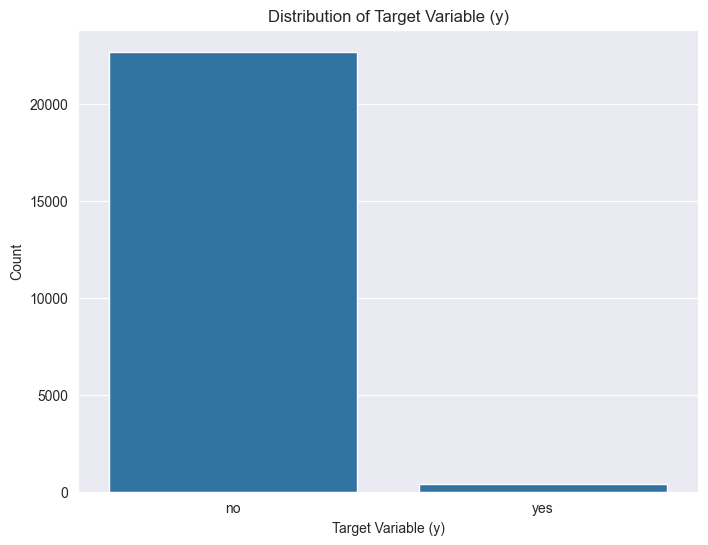 Distribution of Target Variable (y)
20000
15000
10000
5000
0
Count
no
yes
Target Variable (y)